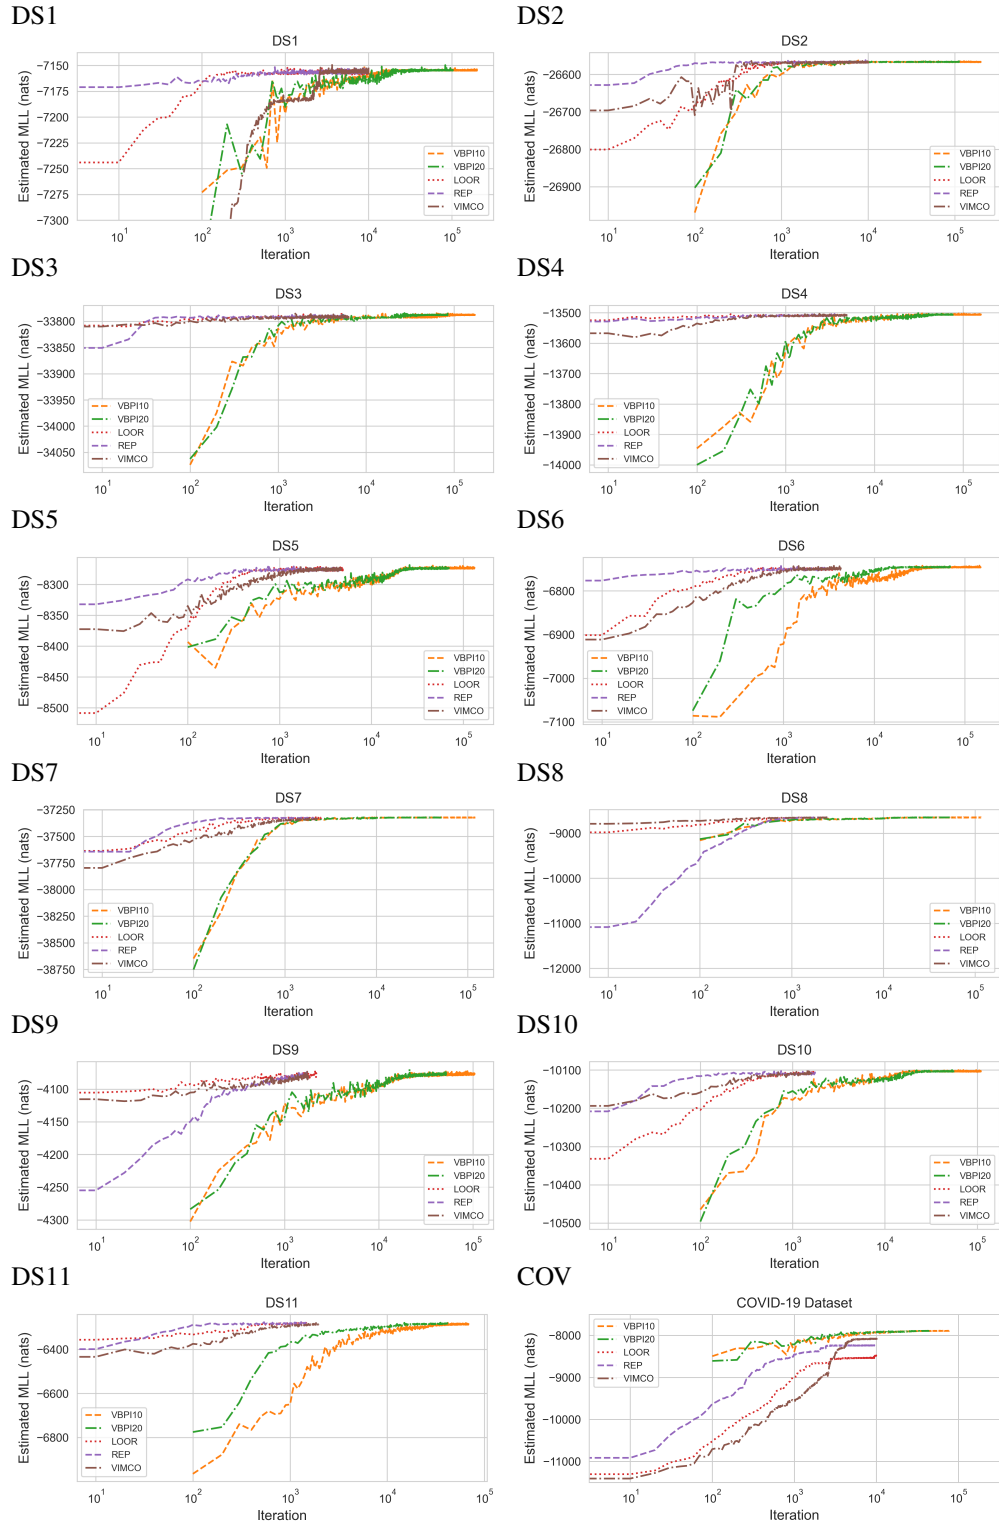 DS1
DS2
DS1
Estimated MLL (nats)
−7150
−7175
−7200
−7225
−7250
−7275
−7300
10¹ 10² 10³ 10⁴ 10⁵
Iteration
VBPI10
VBPI20
LOOR
REP
VIMCO
DS2
Estimated MLL (nats)
−26600
−26700
−26800
−26900
10¹ 10² 10³ 10⁴ 10⁵
Iteration
VBPI10
VBPI20
LOOR
REP
VIMCO
DS3
DS4
DS3
Estimated MLL (nats)
−33800
−33850
−33900
−33950
−34000
−34050
10¹ 10² 10³ 10⁴ 10⁵
Iteration
VBPI10
VBPI20
LOOR
REP
VIMCO
DS4
Estimated MLL (nats)
−13500
−13600
−13700
−13800
−13900
−14000
10¹ 10² 10³ 10⁴ 10⁵
Iteration
VBPI10
VBPI20
LOOR
REP
VIMCO
DS5
DS6
DS5
Estimated MLL (nats)
−8300
−8350
−8400
−8450
−8500
10¹ 10² 10³ 10⁴ 10⁵
Iteration
VBPI10
VBPI20
LOOR
REP
VIMCO
DS6
Estimated MLL (nats)
−6800
−6900
−7000
−7100
10¹ 10² 10³ 10⁴ 10⁵
Iteration
VBPI10
VBPI20
LOOR
REP
VIMCO
DS7
DS8
DS7
Estimated MLL (nats)
−37250
−37500
−37750
−38000
−38250
−38500
−38750
10¹ 10² 10³ 10⁴ 10⁵
Iteration
VBPI10
VBPI20
LOOR
REP
VIMCO
DS8
Estimated MLL (nats)
−9000
−10000
−11000
−12000
10¹ 10² 10³ 10⁴ 10⁵
Iteration
VBPI10
VBPI20
LOOR
REP
VIMCO
DS9
DS10
DS9
Estimated MLL (nats)
−4100
−4150
−4200
−4250
−4300
10¹ 10² 10³ 10⁴ 10⁵
Iteration
VBPI10
VBPI20
LOOR
REP
VIMCO
DS10
Estimated MLL (nats)
−10100
−10200
−10300
−10400
−10500
10¹ 10² 10³ 10⁴ 10⁵
Iteration
VBPI10
VBPI20
LOOR
REP
VIMCO
DS11
COV
DS11
Estimated MLL (nats)
−6400
−6600
−6800
10¹ 10² 10³ 10⁴ 10⁵
Iteration
VBPI10
VBPI20
LOOR
REP
VIMCO
COVID-19 Dataset
Estimated MLL (nats)
−8000
−9000
−10000
−11000
10¹ 10² 10³ 10⁴ 10⁵
Iteration
VBPI10
VBPI20
LOOR
REP
VIMCO